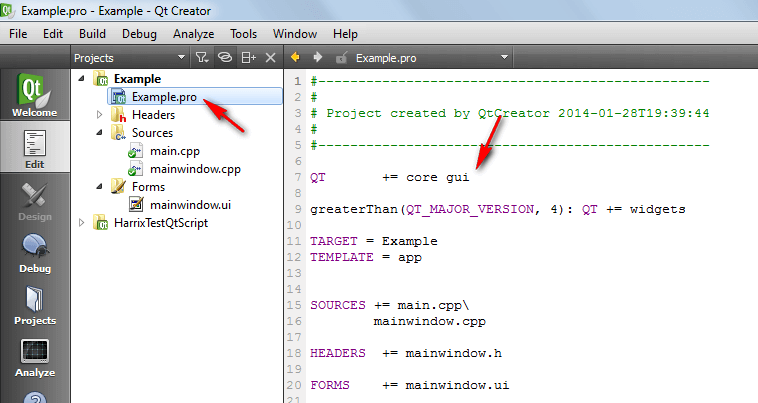 Example.pro - Example - Qt Creator
File Edit Build Debug Analyze Tools Window Help
Projects
Example.pro
Qt
Welcome
Edit
Design
Debug
Projects
Analyze
Example
Example.pro
Headers
Sources
main.cpp
mainwindow.cpp
Forms
mainwindow.ui
HarrixTestQtScript
1 #-------------------------------------------------
2 #
3 # Project created by QtCreator 2014-01-28T19:39:44
4 #
5 #-------------------------------------------------
6
7 QT       += core gui
8
9 greaterThan(QT_MAJOR_VERSION, 4): QT += widgets
10
11 TARGET = Example
12 TEMPLATE = app
13
14
15 SOURCES += main.cpp\
16         mainwindow.cpp
17
18 HEADERS  += mainwindow.h
19
20 FORMS    += mainwindow.ui
21